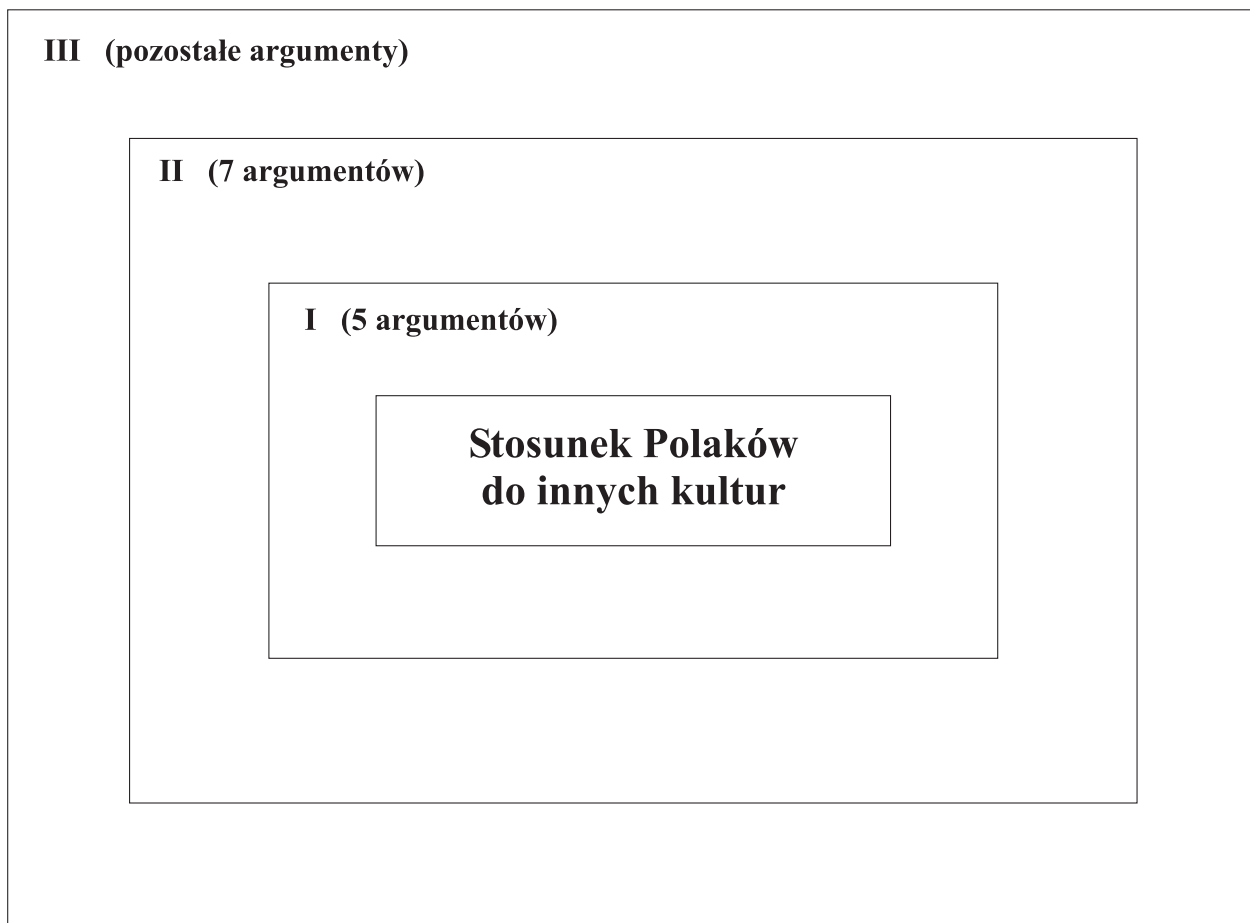 III (pozostałe argumenty)
II (7 argumentów)
I (5 argumentów)
Stosunek Polaków
do innych kultur